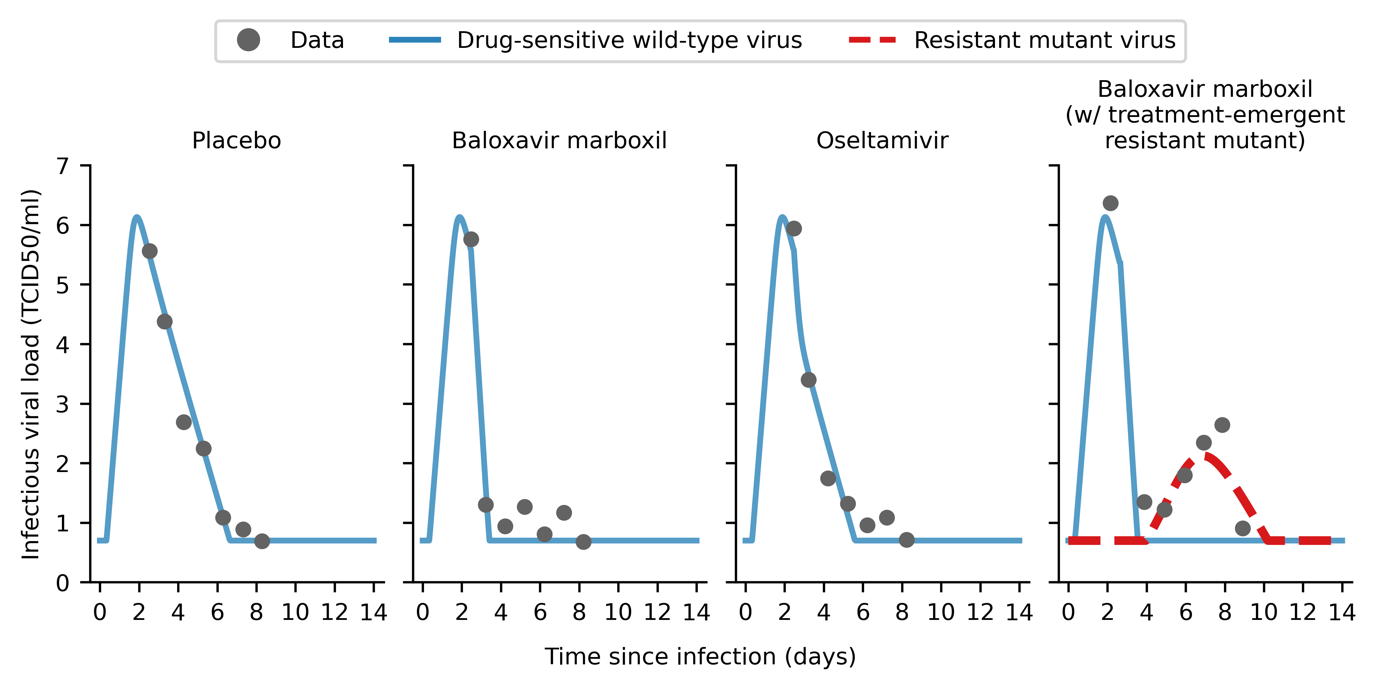 Data
Drug-sensitive wild-type virus
Resistant mutant virus
Placebo
Baloxavir marboxil
Oseltamivir
Baloxavir marboxil
(w/ treatment-emergent
resistant mutant)
Infectious viral load (TCID50/ml)
7
6
5
4
3
2
1
0
0 2 4 6 8 10 12 14
0 2 4 6 8 10 12 14
0 2 4 6 8 10 12 14
0 2 4 6 8 10 12 14
Time since infection (days)